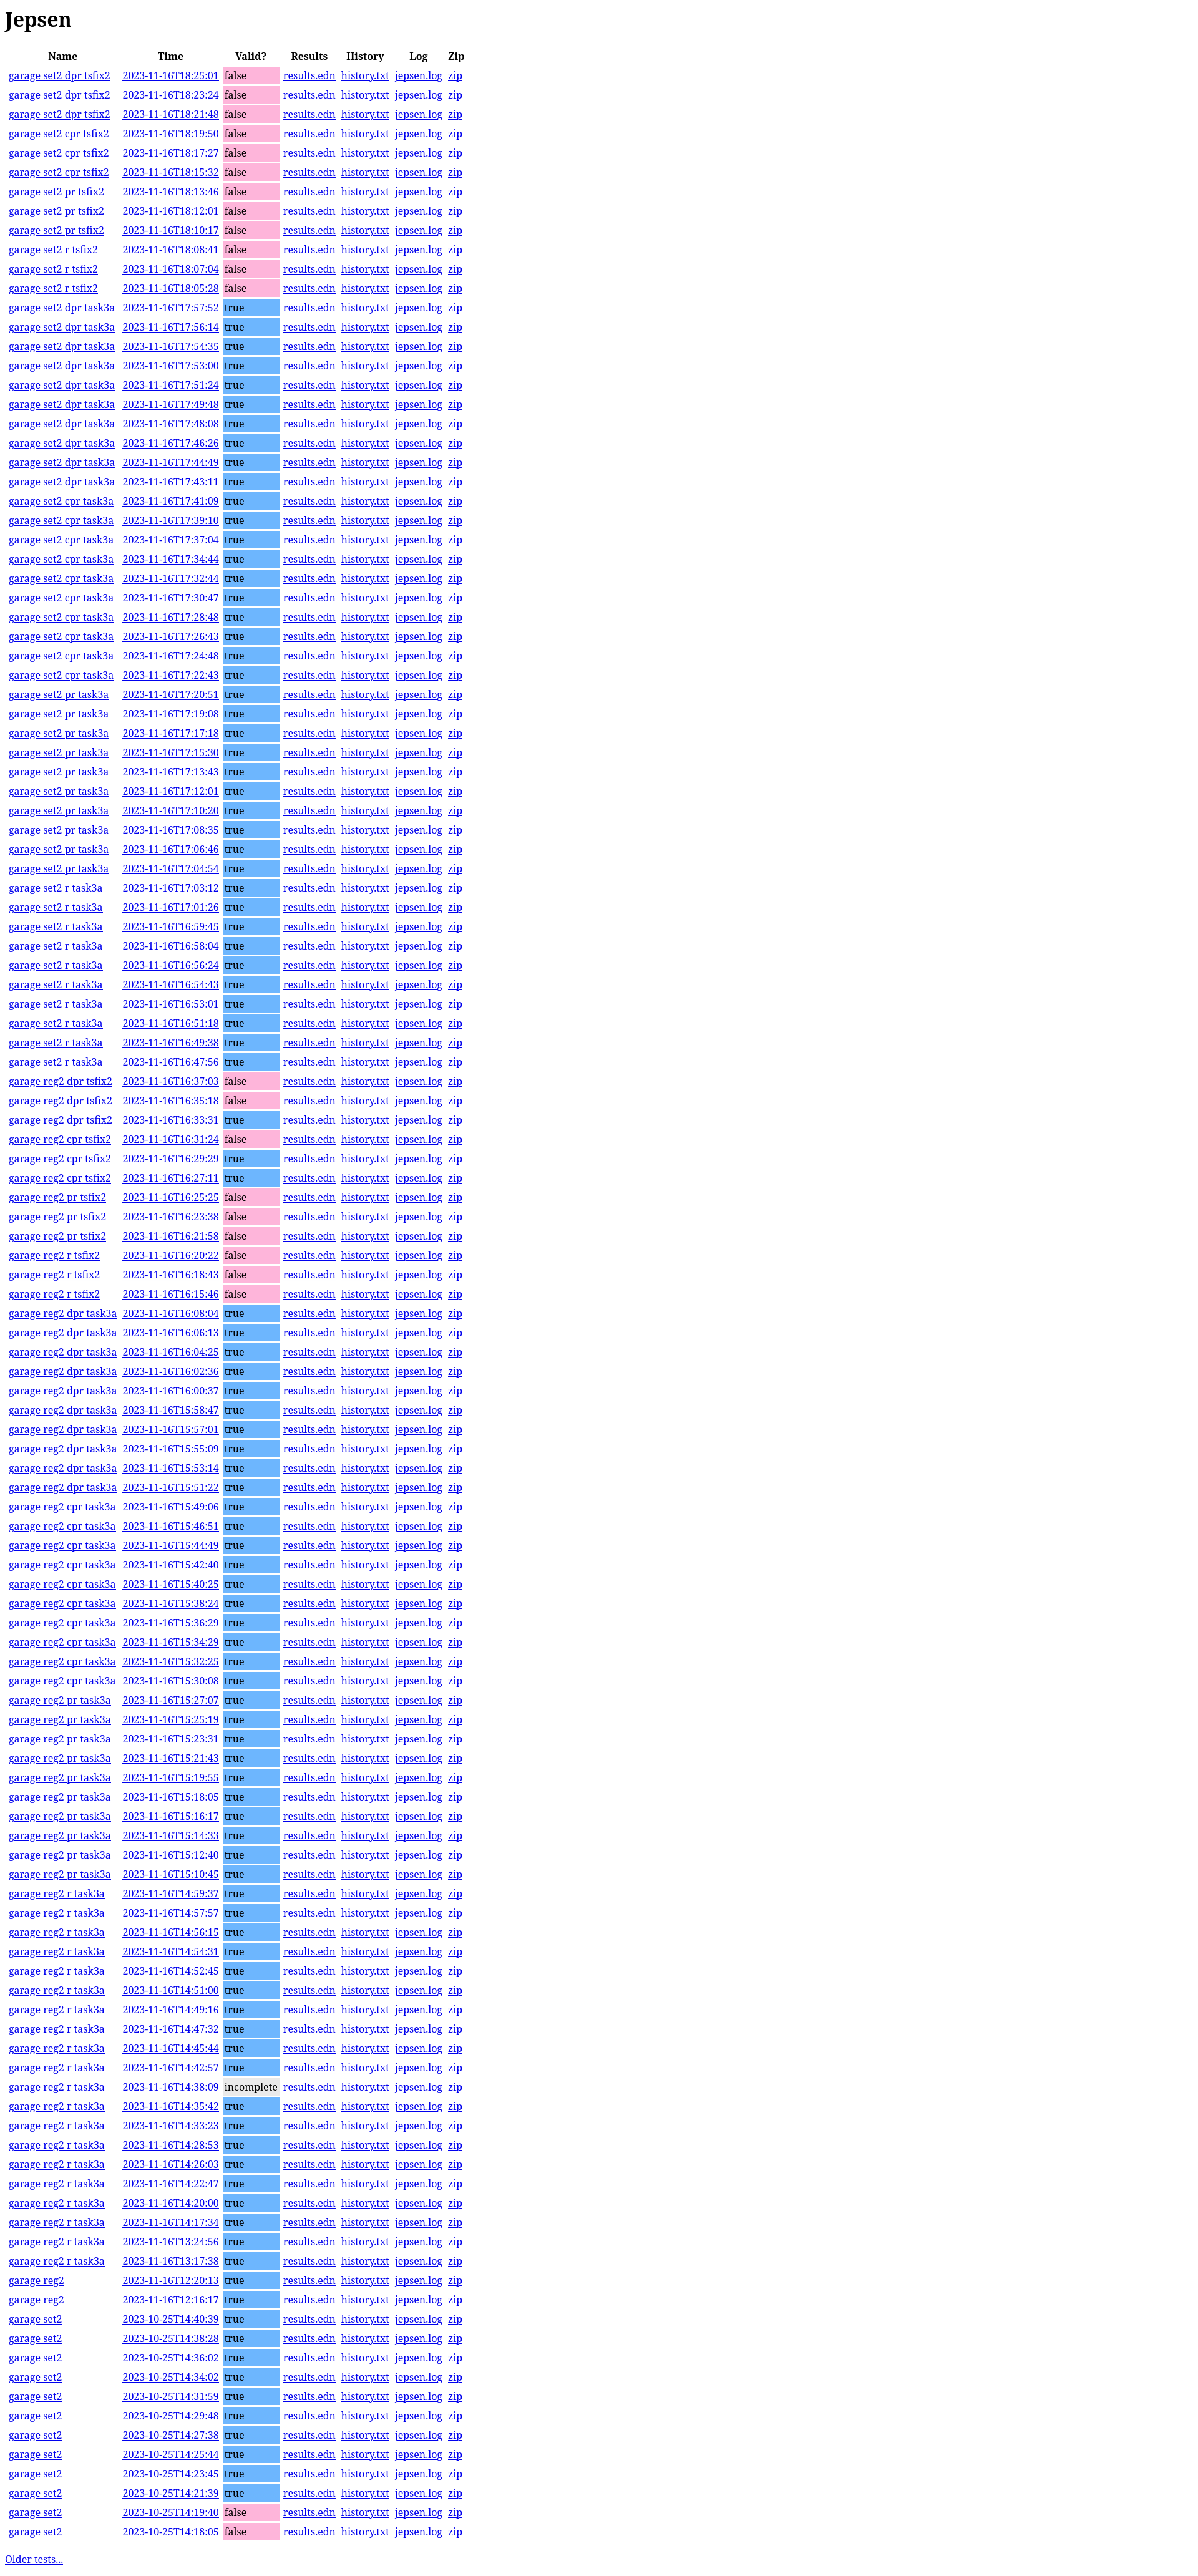 Jepsen
Name Time Valid? Results History Log Zip
garage set2 dpr tsfix2 2023-11-16T18:25:01 false results.edn history.txt jepsen.log zip
garage set2 dpr tsfix2 2023-11-16T18:23:24 false results.edn history.txt jepsen.log zip
garage set2 dpr tsfix2 2023-11-16T18:21:48 false results.edn history.txt jepsen.log zip
garage set2 cpr tsfix2 2023-11-16T18:19:50 false results.edn history.txt jepsen.log zip
garage set2 cpr tsfix2 2023-11-16T18:17:27 false results.edn history.txt jepsen.log zip
garage set2 cpr tsfix2 2023-11-16T18:15:32 false results.edn history.txt jepsen.log zip
garage set2 pr tsfix2 2023-11-16T18:13:46 false results.edn history.txt jepsen.log zip
garage set2 pr tsfix2 2023-11-16T18:12:01 false results.edn history.txt jepsen.log zip
garage set2 pr tsfix2 2023-11-16T18:10:17 false results.edn history.txt jepsen.log zip
garage set2 r tsfix2 2023-11-16T18:08:41 false results.edn history.txt jepsen.log zip
garage set2 r tsfix2 2023-11-16T18:07:04 false results.edn history.txt jepsen.log zip
garage set2 r tsfix2 2023-11-16T18:05:28 false results.edn history.txt jepsen.log zip
garage set2 dpr task3a 2023-11-16T17:57:52 true results.edn history.txt jepsen.log zip
garage set2 dpr task3a 2023-11-16T17:56:14 true results.edn history.txt jepsen.log zip
garage set2 dpr task3a 2023-11-16T17:54:35 true results.edn history.txt jepsen.log zip
garage set2 dpr task3a 2023-11-16T17:53:00 true results.edn history.txt jepsen.log zip
garage set2 dpr task3a 2023-11-16T17:51:24 true results.edn history.txt jepsen.log zip
garage set2 dpr task3a 2023-11-16T17:49:48 true results.edn history.txt jepsen.log zip
garage set2 dpr task3a 2023-11-16T17:48:08 true results.edn history.txt jepsen.log zip
garage set2 dpr task3a 2023-11-16T17:46:26 true results.edn history.txt jepsen.log zip
garage set2 dpr task3a 2023-11-16T17:44:49 true results.edn history.txt jepsen.log zip
garage set2 dpr task3a 2023-11-16T17:43:11 true results.edn history.txt jepsen.log zip
garage set2 cpr task3a 2023-11-16T17:41:09 true results.edn history.txt jepsen.log zip
garage set2 cpr task3a 2023-11-16T17:39:10 true results.edn history.txt jepsen.log zip
garage set2 cpr task3a 2023-11-16T17:37:04 true results.edn history.txt jepsen.log zip
garage set2 cpr task3a 2023-11-16T17:34:44 true results.edn history.txt jepsen.log zip
garage set2 cpr task3a 2023-11-16T17:32:44 true results.edn history.txt jepsen.log zip
garage set2 cpr task3a 2023-11-16T17:30:47 true results.edn history.txt jepsen.log zip
garage set2 cpr task3a 2023-11-16T17:28:48 true results.edn history.txt jepsen.log zip
garage set2 cpr task3a 2023-11-16T17:26:43 true results.edn history.txt jepsen.log zip
garage set2 cpr task3a 2023-11-16T17:24:48 true results.edn history.txt jepsen.log zip
garage set2 cpr task3a 2023-11-16T17:22:43 true results.edn history.txt jepsen.log zip
garage set2 pr task3a 2023-11-16T17:20:51 true results.edn history.txt jepsen.log zip
garage set2 pr task3a 2023-11-16T17:19:08 true results.edn history.txt jepsen.log zip
garage set2 pr task3a 2023-11-16T17:17:18 true results.edn history.txt jepsen.log zip
garage set2 pr task3a 2023-11-16T17:15:30 true results.edn history.txt jepsen.log zip
garage set2 pr task3a 2023-11-16T17:13:43 true results.edn history.txt jepsen.log zip
garage set2 pr task3a 2023-11-16T17:12:01 true results.edn history.txt jepsen.log zip
garage set2 pr task3a 2023-11-16T17:10:20 true results.edn history.txt jepsen.log zip
garage set2 pr task3a 2023-11-16T17:08:35 true results.edn history.txt jepsen.log zip
garage set2 pr task3a 2023-11-16T17:06:46 true results.edn history.txt jepsen.log zip
garage set2 pr task3a 2023-11-16T17:04:54 true results.edn history.txt jepsen.log zip
garage set2 r task3a 2023-11-16T17:03:12 true results.edn history.txt jepsen.log zip
garage set2 r task3a 2023-11-16T17:01:26 true results.edn history.txt jepsen.log zip
garage set2 r task3a 2023-11-16T16:59:45 true results.edn history.txt jepsen.log zip
garage set2 r task3a 2023-11-16T16:58:04 true results.edn history.txt jepsen.log zip
garage set2 r task3a 2023-11-16T16:56:24 true results.edn history.txt jepsen.log zip
garage set2 r task3a 2023-11-16T16:54:43 true results.edn history.txt jepsen.log zip
garage set2 r task3a 2023-11-16T16:53:01 true results.edn history.txt jepsen.log zip
garage set2 r task3a 2023-11-16T16:51:18 true results.edn history.txt jepsen.log zip
garage set2 r task3a 2023-11-16T16:49:38 true results.edn history.txt jepsen.log zip
garage set2 r task3a 2023-11-16T16:47:56 true results.edn history.txt jepsen.log zip
garage reg2 dpr tsfix2 2023-11-16T16:37:03 false results.edn history.txt jepsen.log zip
garage reg2 dpr tsfix2 2023-11-16T16:35:18 false results.edn history.txt jepsen.log zip
garage reg2 dpr tsfix2 2023-11-16T16:33:31 true results.edn history.txt jepsen.log zip
garage reg2 cpr tsfix2 2023-11-16T16:31:24 false results.edn history.txt jepsen.log zip
garage reg2 cpr tsfix2 2023-11-16T16:29:29 true results.edn history.txt jepsen.log zip
garage reg2 cpr tsfix2 2023-11-16T16:27:11 true results.edn history.txt jepsen.log zip
garage reg2 pr tsfix2 2023-11-16T16:25:25 false results.edn history.txt jepsen.log zip
garage reg2 pr tsfix2 2023-11-16T16:23:38 false results.edn history.txt jepsen.log zip
garage reg2 pr tsfix2 2023-11-16T16:21:58 false results.edn history.txt jepsen.log zip
garage reg2 r tsfix2 2023-11-16T16:20:22 false results.edn history.txt jepsen.log zip
garage reg2 r tsfix2 2023-11-16T16:18:43 false results.edn history.txt jepsen.log zip
garage reg2 r tsfix2 2023-11-16T16:15:46 false results.edn history.txt jepsen.log zip
garage reg2 dpr task3a 2023-11-16T16:08:04 true results.edn history.txt jepsen.log zip
garage reg2 dpr task3a 2023-11-16T16:06:13 true results.edn history.txt jepsen.log zip
garage reg2 dpr task3a 2023-11-16T16:04:25 true results.edn history.txt jepsen.log zip
garage reg2 dpr task3a 2023-11-16T16:02:36 true results.edn history.txt jepsen.log zip
garage reg2 dpr task3a 2023-11-16T16:00:37 true results.edn history.txt jepsen.log zip
garage reg2 dpr task3a 2023-11-16T15:58:47 true results.edn history.txt jepsen.log zip
garage reg2 dpr task3a 2023-11-16T15:57:01 true results.edn history.txt jepsen.log zip
garage reg2 dpr task3a 2023-11-16T15:55:09 true results.edn history.txt jepsen.log zip
garage reg2 dpr task3a 2023-11-16T15:53:14 true results.edn history.txt jepsen.log zip
garage reg2 dpr task3a 2023-11-16T15:51:22 true results.edn history.txt jepsen.log zip
garage reg2 cpr task3a 2023-11-16T15:49:06 true results.edn history.txt jepsen.log zip
garage reg2 cpr task3a 2023-11-16T15:46:51 true results.edn history.txt jepsen.log zip
garage reg2 cpr task3a 2023-11-16T15:44:49 true results.edn history.txt jepsen.log zip
garage reg2 cpr task3a 2023-11-16T15:42:40 true results.edn history.txt jepsen.log zip
garage reg2 cpr task3a 2023-11-16T15:40:25 true results.edn history.txt jepsen.log zip
garage reg2 cpr task3a 2023-11-16T15:38:24 true results.edn history.txt jepsen.log zip
garage reg2 cpr task3a 2023-11-16T15:36:29 true results.edn history.txt jepsen.log zip
garage reg2 cpr task3a 2023-11-16T15:34:29 true results.edn history.txt jepsen.log zip
garage reg2 cpr task3a 2023-11-16T15:32:25 true results.edn history.txt jepsen.log zip
garage reg2 cpr task3a 2023-11-16T15:30:08 true results.edn history.txt jepsen.log zip
garage reg2 pr task3a 2023-11-16T15:27:07 true results.edn history.txt jepsen.log zip
garage reg2 pr task3a 2023-11-16T15:25:19 true results.edn history.txt jepsen.log zip
garage reg2 pr task3a 2023-11-16T15:23:31 true results.edn history.txt jepsen.log zip
garage reg2 pr task3a 2023-11-16T15:21:43 true results.edn history.txt jepsen.log zip
garage reg2 pr task3a 2023-11-16T15:19:55 true results.edn history.txt jepsen.log zip
garage reg2 pr task3a 2023-11-16T15:18:05 true results.edn history.txt jepsen.log zip
garage reg2 pr task3a 2023-11-16T15:16:17 true results.edn history.txt jepsen.log zip
garage reg2 pr task3a 2023-11-16T15:14:33 true results.edn history.txt jepsen.log zip
garage reg2 pr task3a 2023-11-16T15:12:40 true results.edn history.txt jepsen.log zip
garage reg2 pr task3a 2023-11-16T15:10:45 true results.edn history.txt jepsen.log zip
garage reg2 r task3a 2023-11-16T14:59:37 true results.edn history.txt jepsen.log zip
garage reg2 r task3a 2023-11-16T14:57:57 true results.edn history.txt jepsen.log zip
garage reg2 r task3a 2023-11-16T14:56:15 true results.edn history.txt jepsen.log zip
garage reg2 r task3a 2023-11-16T14:54:31 true results.edn history.txt jepsen.log zip
garage reg2 r task3a 2023-11-16T14:52:45 true results.edn history.txt jepsen.log zip
garage reg2 r task3a 2023-11-16T14:51:00 true results.edn history.txt jepsen.log zip
garage reg2 r task3a 2023-11-16T14:49:16 true results.edn history.txt jepsen.log zip
garage reg2 r task3a 2023-11-16T14:47:32 true results.edn history.txt jepsen.log zip
garage reg2 r task3a 2023-11-16T14:45:44 true results.edn history.txt jepsen.log zip
garage reg2 r task3a 2023-11-16T14:42:57 true results.edn history.txt jepsen.log zip
garage reg2 r task3a 2023-11-16T14:38:09 incomplete results.edn history.txt jepsen.log zip
garage reg2 r task3a 2023-11-16T14:35:42 true results.edn history.txt jepsen.log zip
garage reg2 r task3a 2023-11-16T14:33:23 true results.edn history.txt jepsen.log zip
garage reg2 r task3a 2023-11-16T14:28:53 true results.edn history.txt jepsen.log zip
garage reg2 r task3a 2023-11-16T14:26:03 true results.edn history.txt jepsen.log zip
garage reg2 r task3a 2023-11-16T14:22:47 true results.edn history.txt jepsen.log zip
garage reg2 r task3a 2023-11-16T14:20:00 true results.edn history.txt jepsen.log zip
garage reg2 r task3a 2023-11-16T14:17:34 true results.edn history.txt jepsen.log zip
garage reg2 r task3a 2023-11-16T13:24:56 true results.edn history.txt jepsen.log zip
garage reg2 r task3a 2023-11-16T13:17:38 true results.edn history.txt jepsen.log zip
garage reg2 2023-11-16T12:20:13 true results.edn history.txt jepsen.log zip
garage reg2 2023-11-16T12:16:17 true results.edn history.txt jepsen.log zip
garage set2 2023-10-25T14:40:39 true results.edn history.txt jepsen.log zip
garage set2 2023-10-25T14:38:28 true results.edn history.txt jepsen.log zip
garage set2 2023-10-25T14:36:02 true results.edn history.txt jepsen.log zip
garage set2 2023-10-25T14:34:02 true results.edn history.txt jepsen.log zip
garage set2 2023-10-25T14:31:59 true results.edn history.txt jepsen.log zip
garage set2 2023-10-25T14:29:48 true results.edn history.txt jepsen.log zip
garage set2 2023-10-25T14:27:38 true results.edn history.txt jepsen.log zip
garage set2 2023-10-25T14:25:44 true results.edn history.txt jepsen.log zip
garage set2 2023-10-25T14:23:45 true results.edn history.txt jepsen.log zip
garage set2 2023-10-25T14:21:39 true results.edn history.txt jepsen.log zip
garage set2 2023-10-25T14:19:40 false results.edn history.txt jepsen.log zip
garage set2 2023-10-25T14:18:05 false results.edn history.txt jepsen.log zip
Older tests...